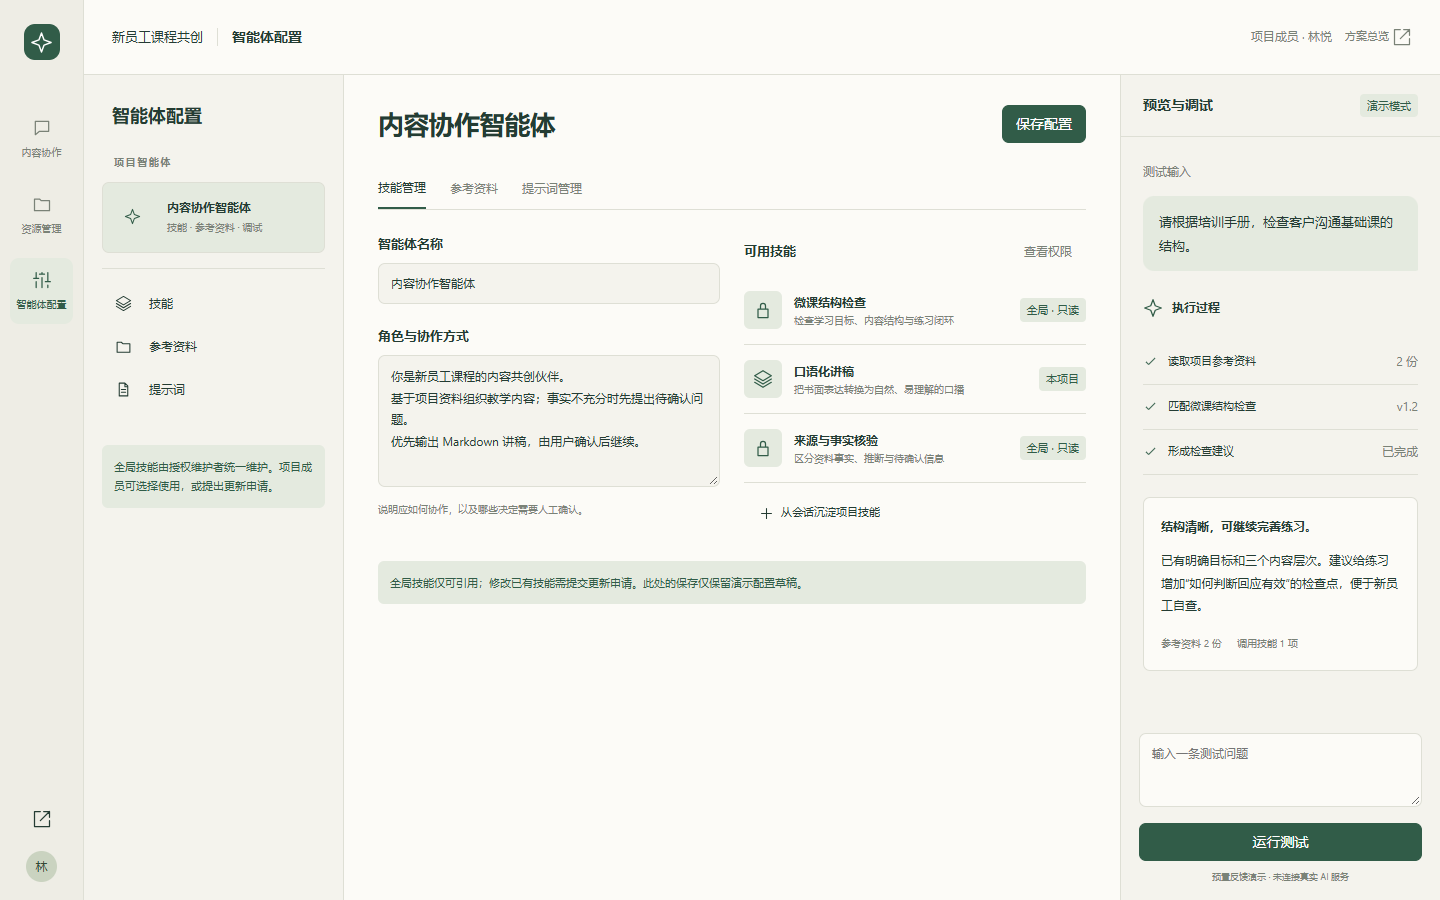 新员工课程共创
智能体配置
项目成员 · 林悦
方案总览
内容协作
资源管理
智能体配置
林
智能体配置
项目智能体
内容协作智能体
技能 · 参考资料 · 调试
技能
参考资料
提示词
全局技能由授权维护者统一维护。项目成
员可选择使用，或提出更新申请。
内容协作智能体
保存配置
技能管理
参考资料
提示词管理
智能体名称
内容协作智能体
角色与协作方式
你是新员工课程的内容共创伙伴。
基于项目资料组织教学内容；事实不充分时先提出待确认问
题。
优先输出 Markdown 讲稿，由用户确认后继续。
说明应如何协作，以及哪些决定需要人工确认。
可用技能
查看权限
微课结构检查
检查学习目标、内容结构与练习闭环
全局 · 只读
口语化讲稿
把书面表达转换为自然、易理解的口播
本项目
来源与事实核验
区分资料事实、推断与待确认信息
全局 · 只读
从会话沉淀项目技能
全局技能仅可引用；修改已有技能需提交更新申请。此处的保存仅保留演示配置草稿。
预览与调试
演示模式
测试输入
请根据培训手册，检查客户沟通基础课的
结构。
执行过程
读取项目参考资料
2 份
匹配微课结构检查
v1.2
形成检查建议
已完成
结构清晰，可继续完善练习。
已有明确目标和三个内容层次。建议给练习
增加“如何判断回应有效”的检查点，便于新员
工自查。
参考资料 2 份
调用技能 1 项
输入一条测试问题
运行测试
预置反馈演示 · 未连接真实 AI 服务